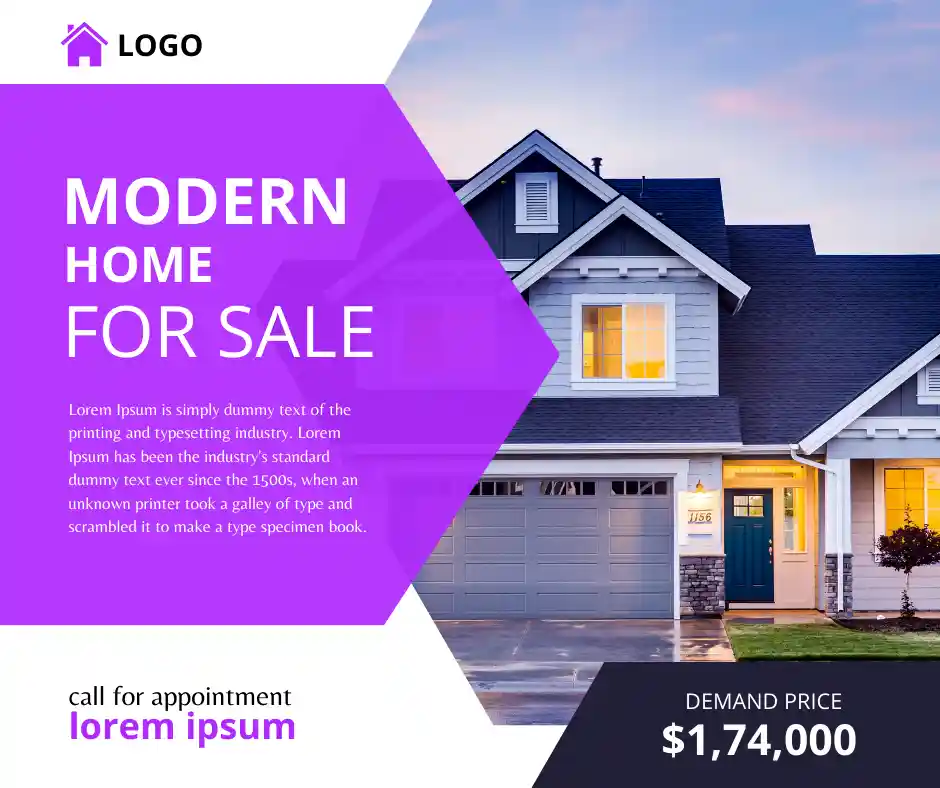 LOGO
MODERN
HOME
FOR SALE
Lorem Ipsum is simply dummy text of the
printing and typesetting industry. Lorem
Ipsum has been the industry's standard
dummy text ever since the 1500s, when an
unknown printer took a galley of type and
scrambled it to make a type specimen book.
1156
call for appointment
lorem ipsum
DEMAND PRICE
$1,74,000